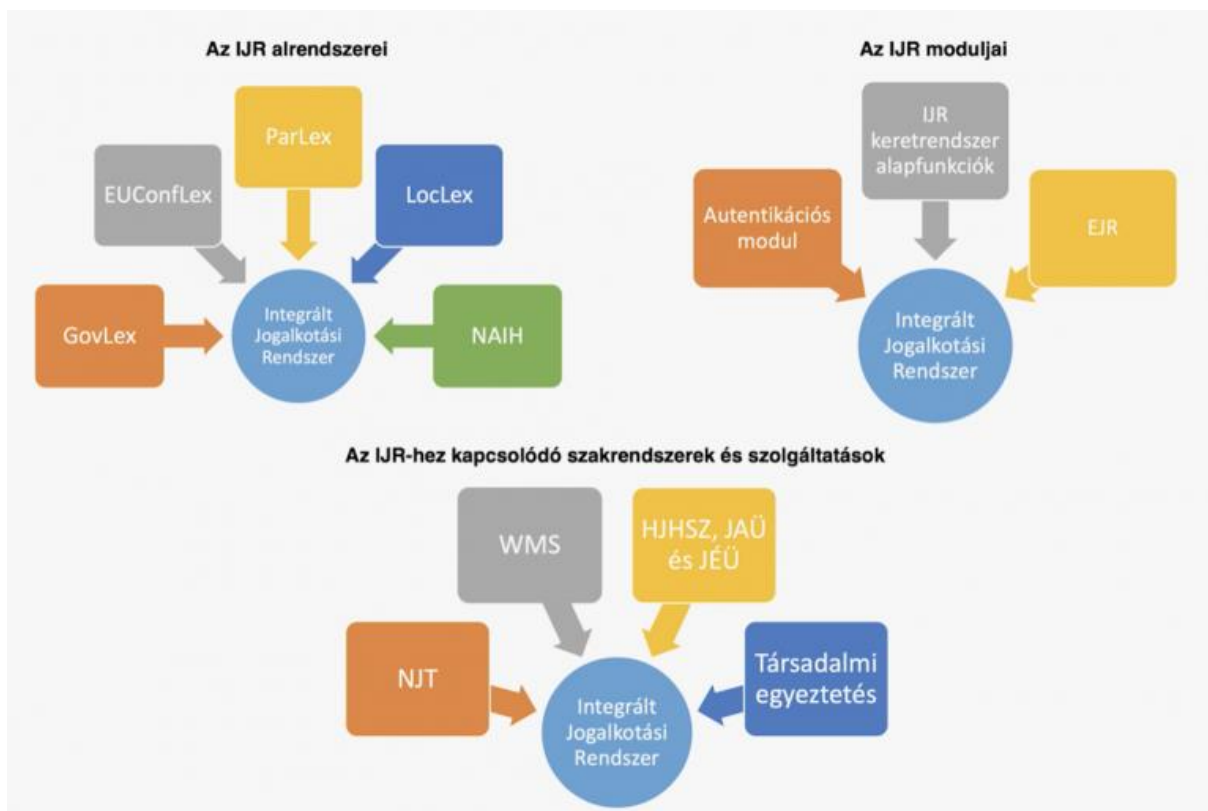 Az IJR alrendszerei
ParLex
EUConfLex
LocLex
GovLex
Integrált
Jogalkotási
Rendszer
NAIH
Az IJR moduljai
IJR
keretrendszer
alapfunkciók
Autentikációs
modul
EJR
Integrált
Jogalkotási
Rendszer
Az IJR-hez kapcsolódó szakrendszerek és szolgáltatások
WMS
HJHSZ, JAÜ
és JÉÜ
NJT
Társadalmi
egyeztetés
Integrált
Jogalkotási
Rendszer